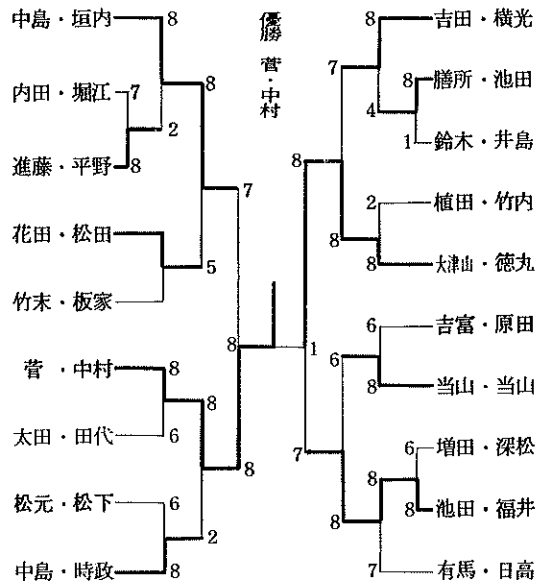 優勝 菅・中村
中島・垣内
8
内田・堀江
7
8
2
進藤・平野
8
7
花田・松田
5
竹末・板家
8
菅・中村
8
8
太田・田代
6
8
松元・松下
6
2
中島・時政
8
吉田・横光
8
7
膳所・池田
8
4
鈴木・井島
1
8
植田・竹内
2
8
大津山・徳丸
8
1
吉富・原田
6
6
当山・当山
8
7
増田・深松
6
8
池田・福井
8
8
有馬・日高
7